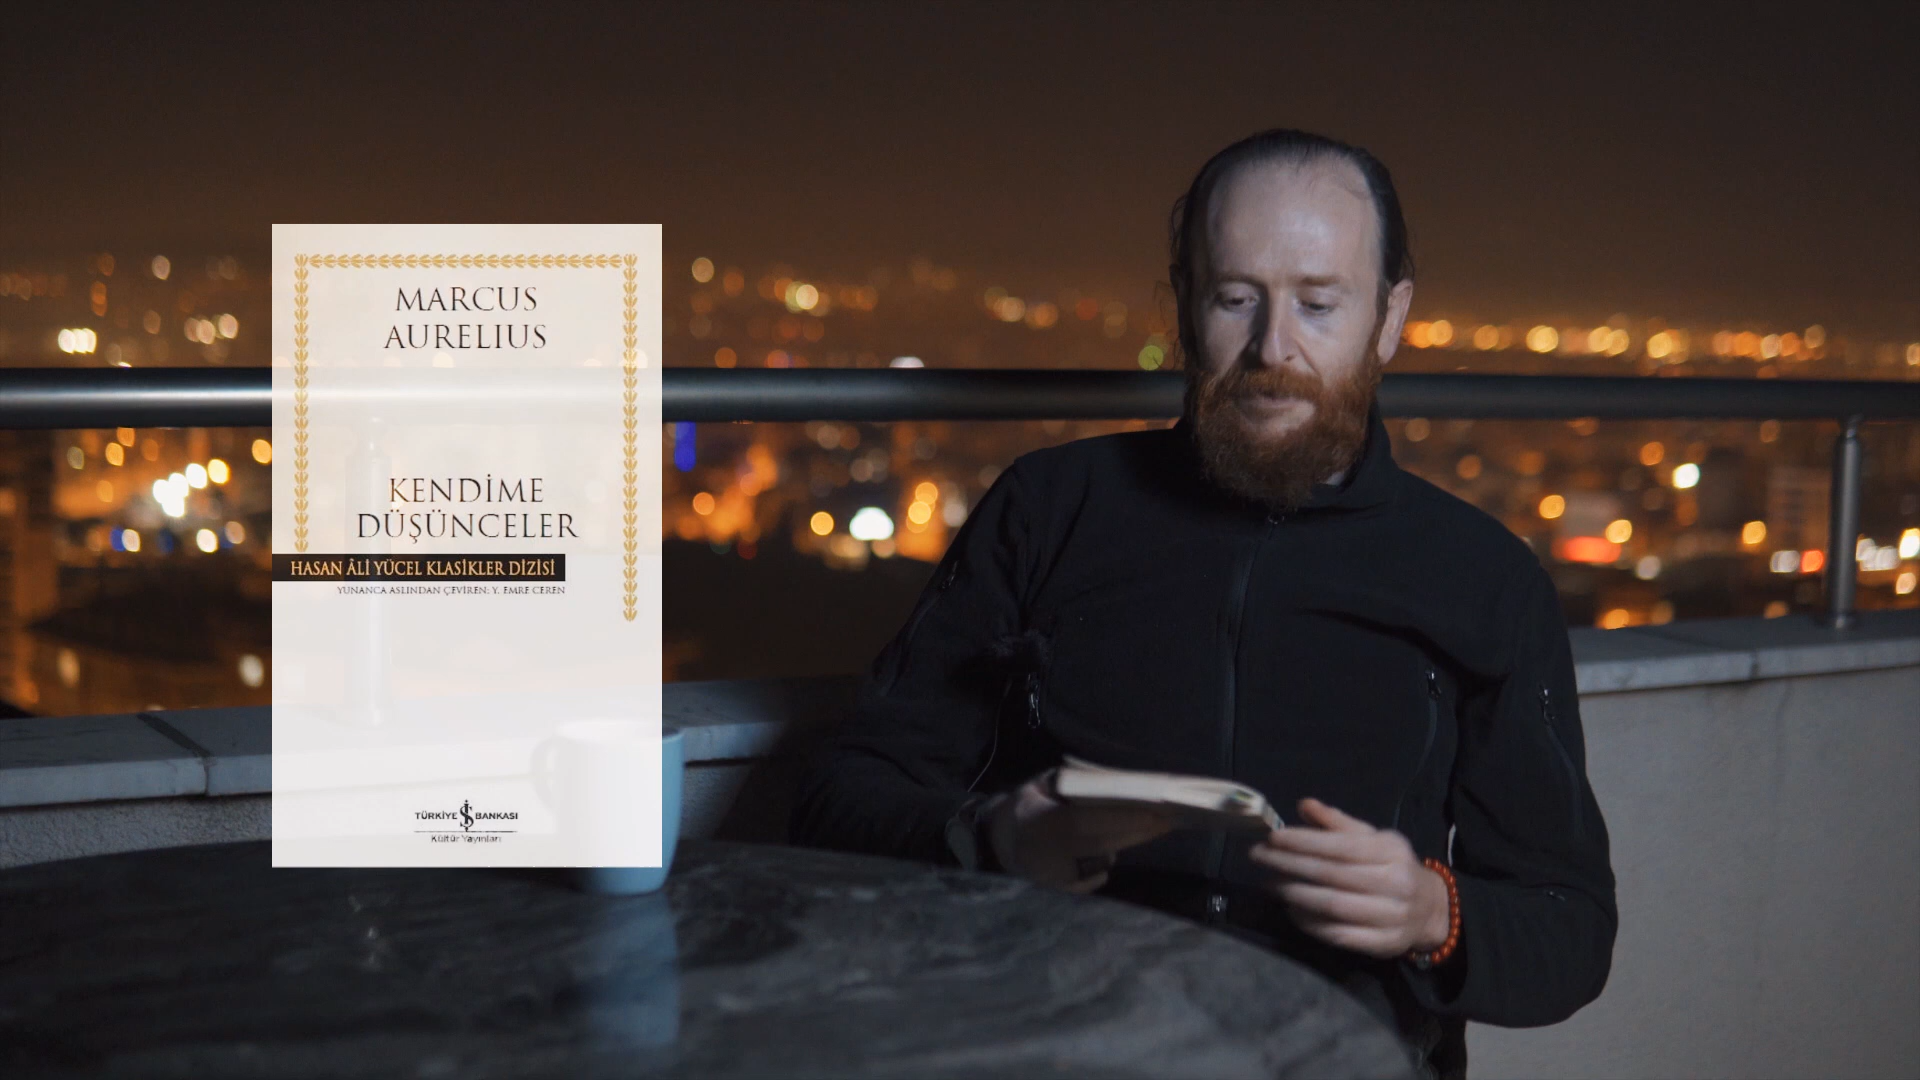 MARCUS
AURELIUS
KENDİME
DÜŞÜNCELER
HASAN ÂLİ YÜCEL KLASİKLER DİZİSİ
YUNANCA ASLINDAN ÇEVİREN: Y. EMRE CEREN
TÜRKİYE İŞ BANKASI
Kültür Yayınları